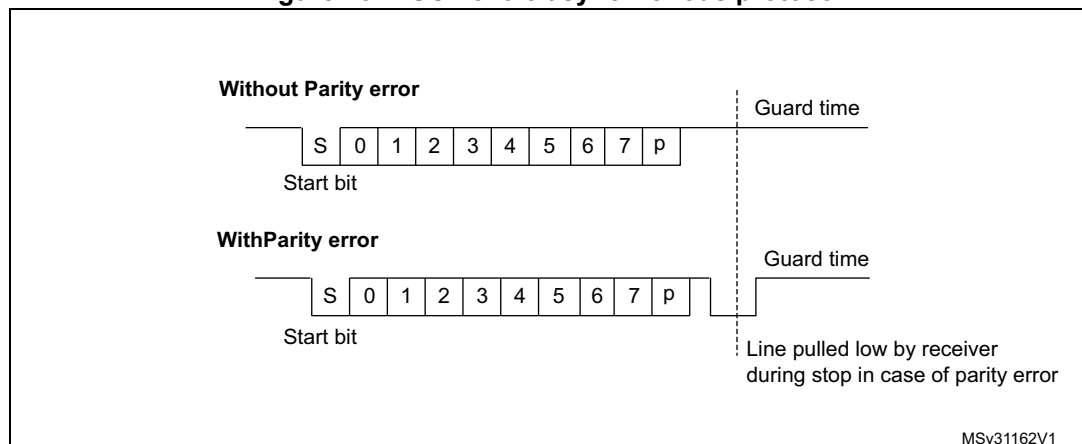 Without Parity error
Guard time
S 0 1 2 3 4 5 6 7 p
Start bit
WithParity error
Guard time
S 0 1 2 3 4 5 6 7 p
Start bit
Line pulled low by receiver
during stop in case of parity error
MSv31162V1